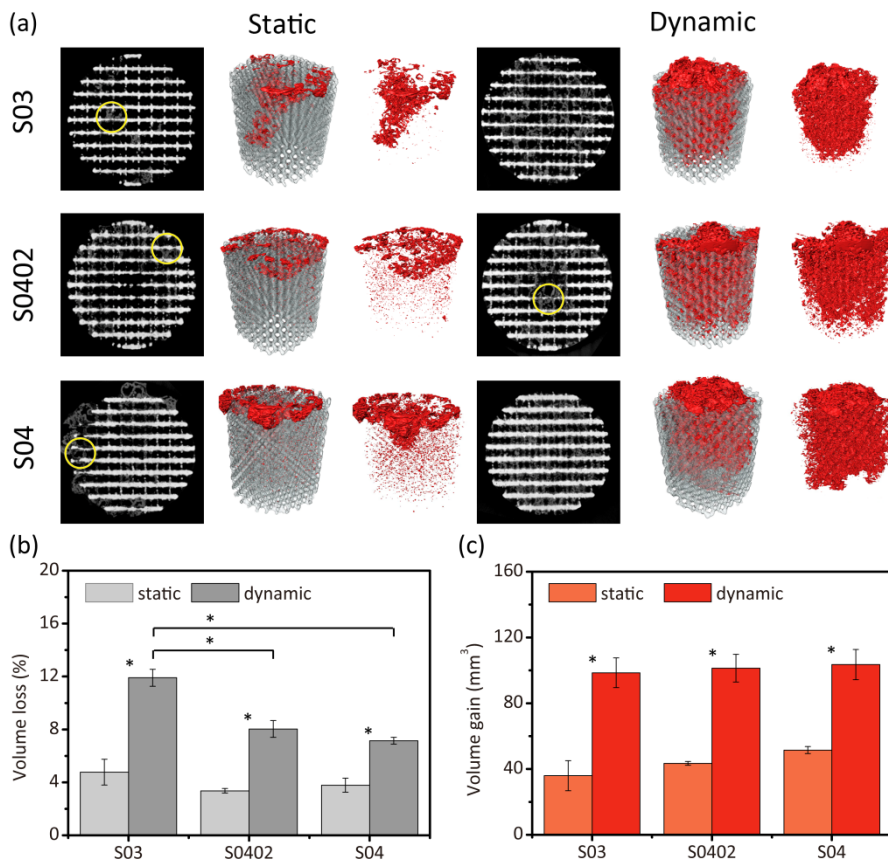 (a)
Static
Dynamic
S03
S0402
S04
(b)
(c)
20
16
12
8
4
0
Volume loss (%)
static
dynamic
*
*
*
*
*
S03
S0402
S04
160
120
80
40
0
Volume gain (mm³)
static
dynamic
*
*
*
S03
S0402
S04